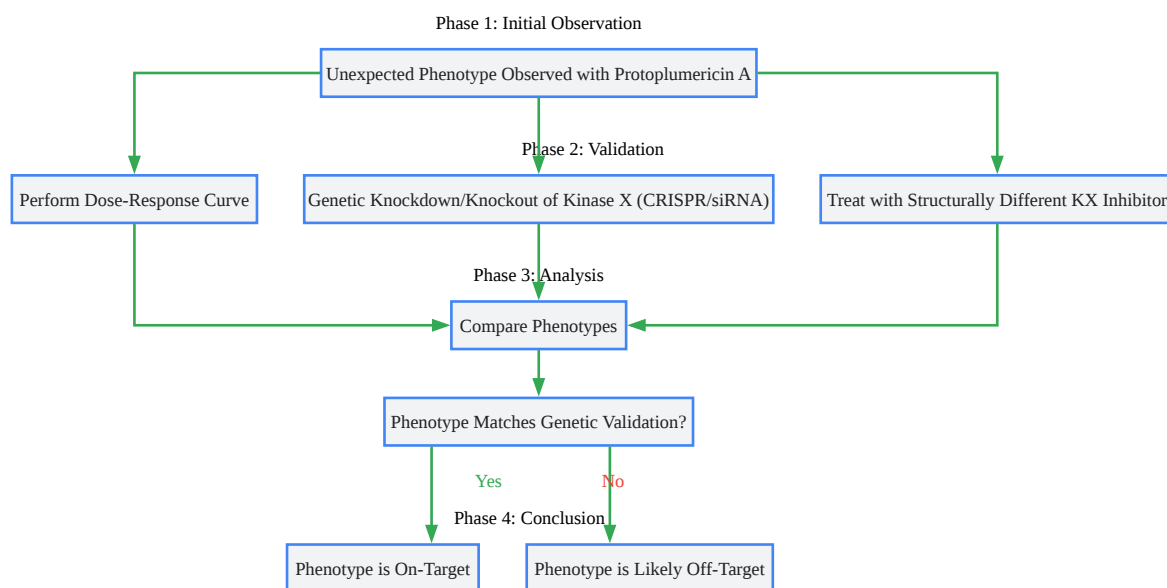 Phase 1: Initial Observation
Unexpected Phenotype Observed with Protoplumericin A
Phase 2: Validation
Perform Dose-Response Curve
Genetic Knockdown/Knockout of Kinase X (CRISPR/siRNA)
Treat with Structurally Different KX Inhibitor
Phase 3: Analysis
Compare Phenotypes
Phenotype Matches Genetic Validation?
Yes
No
Phase 4: Conclusion
Phenotype is On-Target
Phenotype is Likely Off-Target